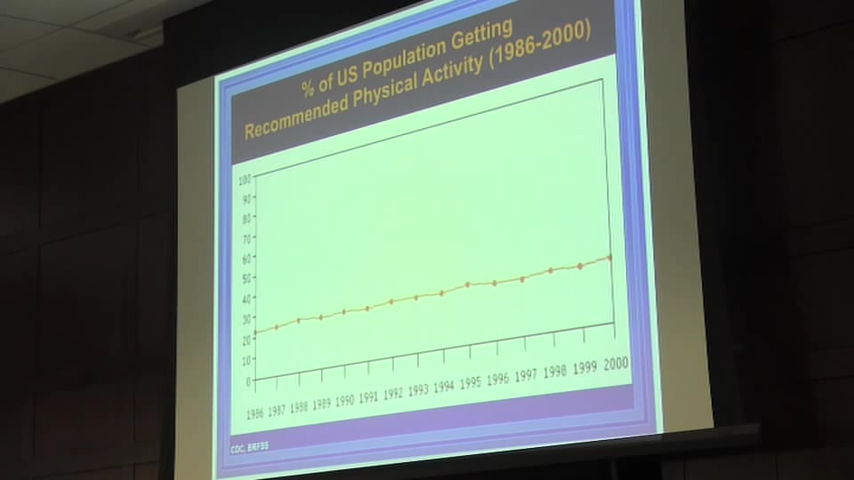 % of US Population Getting
Recommended Physical Activity (1986-2000)
100
90
80
70
60
50
40
30
20
10
0
1986 1987 1988 1989 1990 1991 1992 1993 1994 1995 1996 1997 1998 1999 2000
CDC, BRFSS